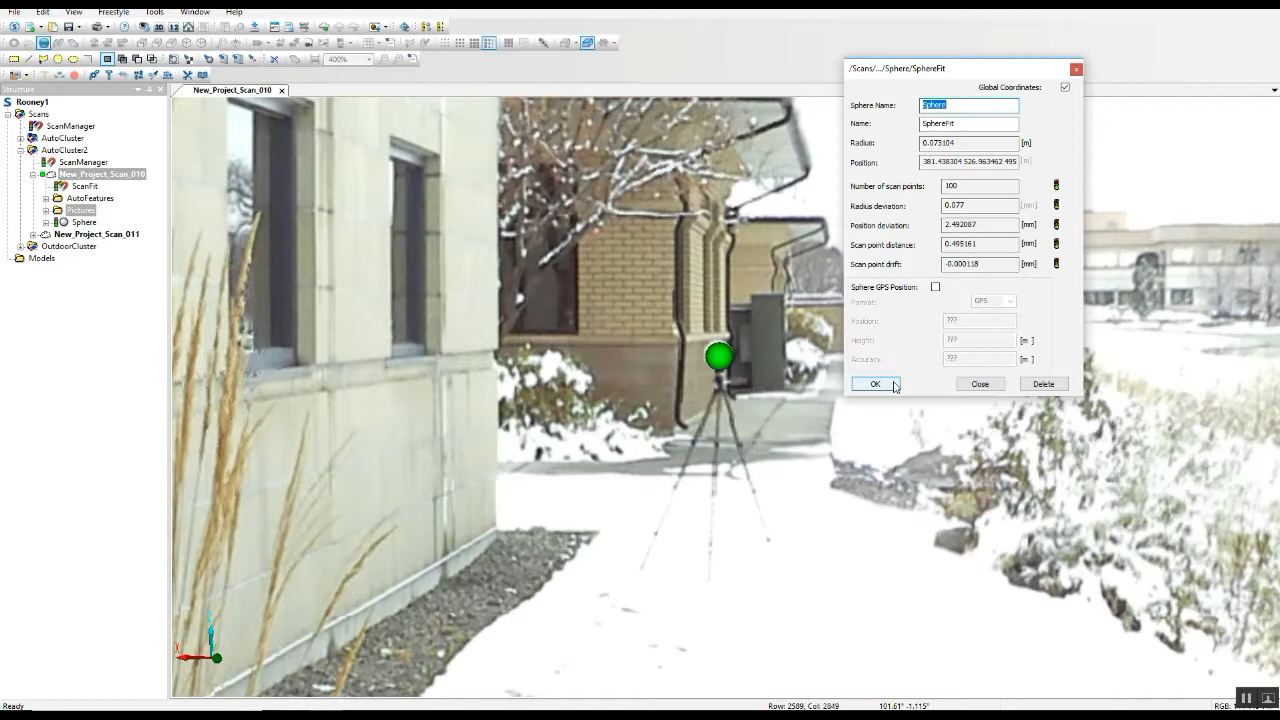 File Edit View Freestyle Tools Window Help
400%
Structure
New_Project_Scan_010
Rooney1
Scans
ScanManager
AutoCluster
AutoCluster2
ScanManager
New_Project_Scan_010
ScanFit
AutoFeatures
Pictures
Sphere
New_Project_Scan_011
OutdoorCluster
Models
/Scans/.../Sphere/SphereFit
Global Coordinates:
Sphere Name: Sphere
Name: SphereFit
Radius: 0.073104 [m]
Position: 381.438304 526.963462 495 [m]
Number of scan points: 100
Radius deviation: 0.077 [mm]
Position deviation: 2.492087 [mm]
Scan point distance: 0.495161 [mm]
Scan point drift: -0.000118 [mm]
Sphere GPS Position:
Format: GPS
Position: ???
Height: ??? [m ]
Accuracy: ??? [m ]
OK Close Delete
Ready Row: 2589, Col: 2849 101.61° -1.115° RGB: